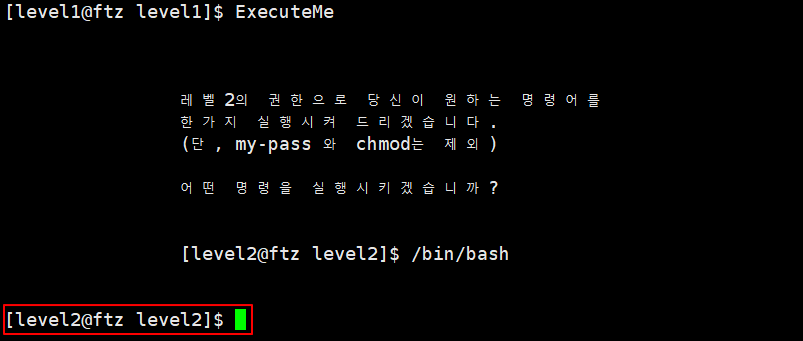 [level1@ftz level1]$ ExecuteMe
레벨2의 권한으로 당신이 원하는 명령어를
한가지 실행시켜 드리겠습니다.
(단, my-pass 와 chmod는 제외)
어떤 명령을 실행시키겠습니까?
[level2@ftz level2]$ /bin/bash
[level2@ftz level2]$